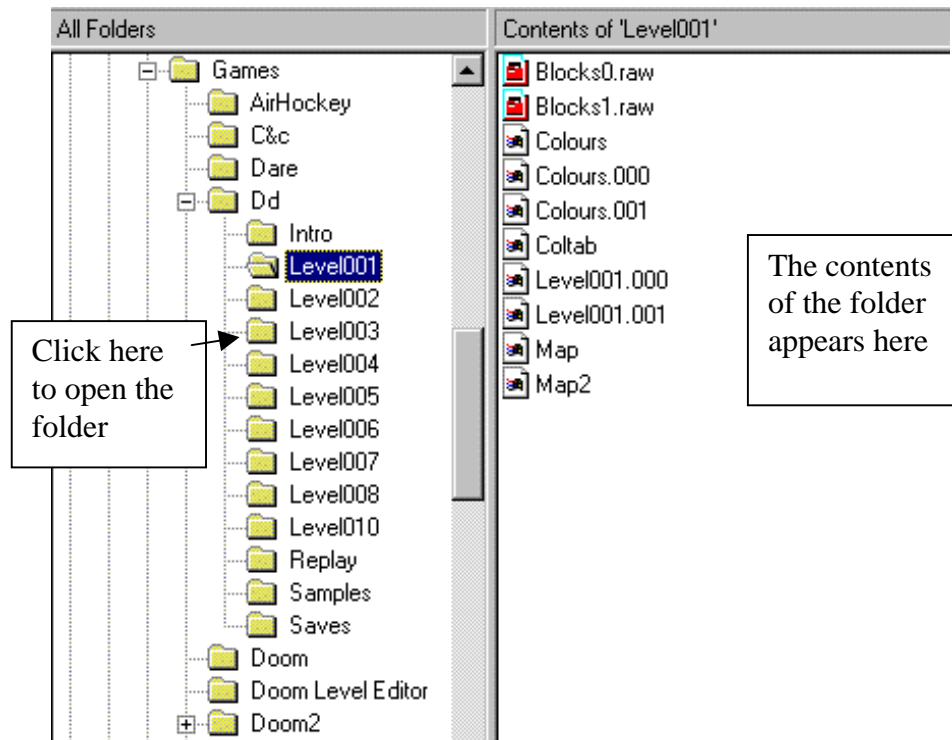 All Folders
Games
AirHockey
C&c
Dare
Dd
Intro
Level001
Level002
Level003
Level004
Level005
Level006
Level007
Level008
Level010
Replay
Samples
Saves
Doom
Doom Level Editor
Doom2
Click here
to open the
folder
Contents of 'Level001'
Blocks0.raw
Blocks1.raw
Colours
Colours.000
Colours.001
Coltab
Level001.000
Level001.001
Map
Map2
The contents
of the folder
appears here